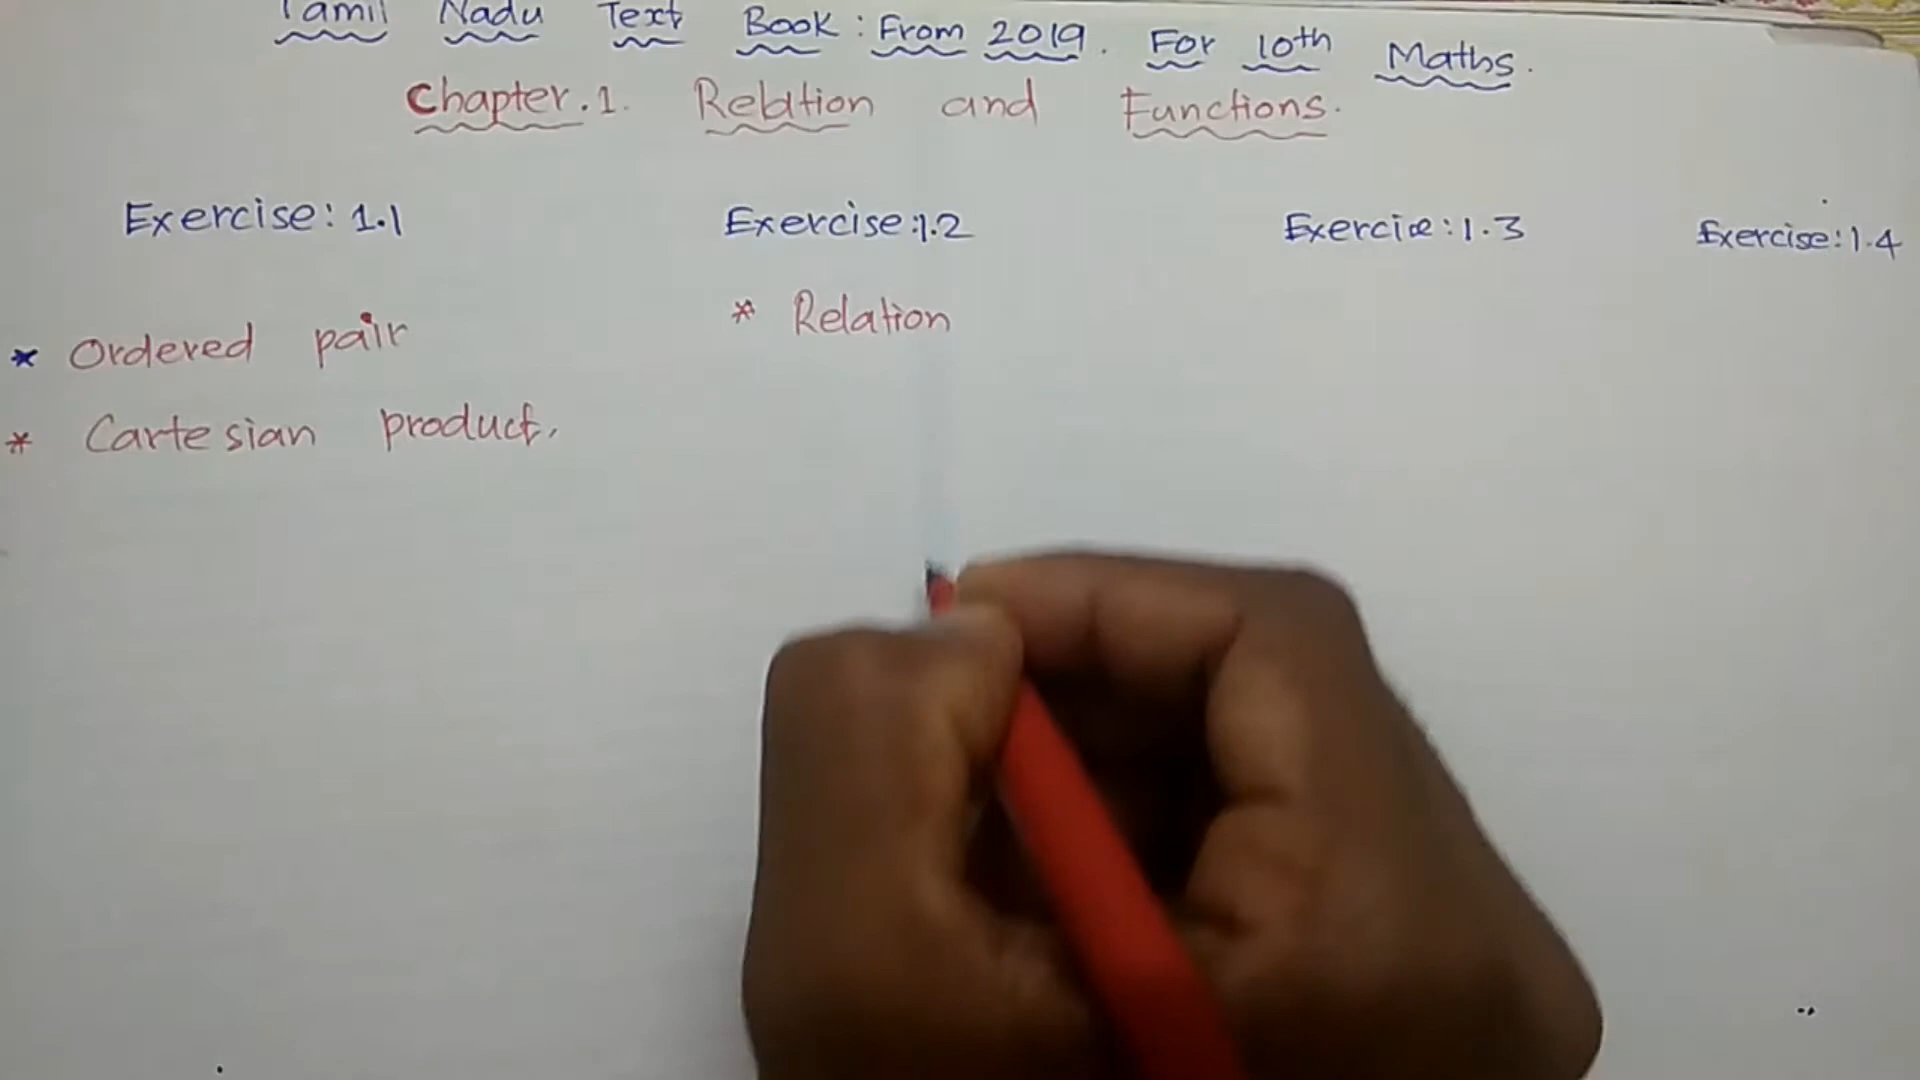 Tamil Nadu Text Book: From 2019. For 10th Maths.
Chapter.1. Relation and Functions.
Exercise: 1.1 Exercise:1.2 Exercise:1.3 Exercise:1.4
* Ordered pair
* Cartesian product,
* Relation